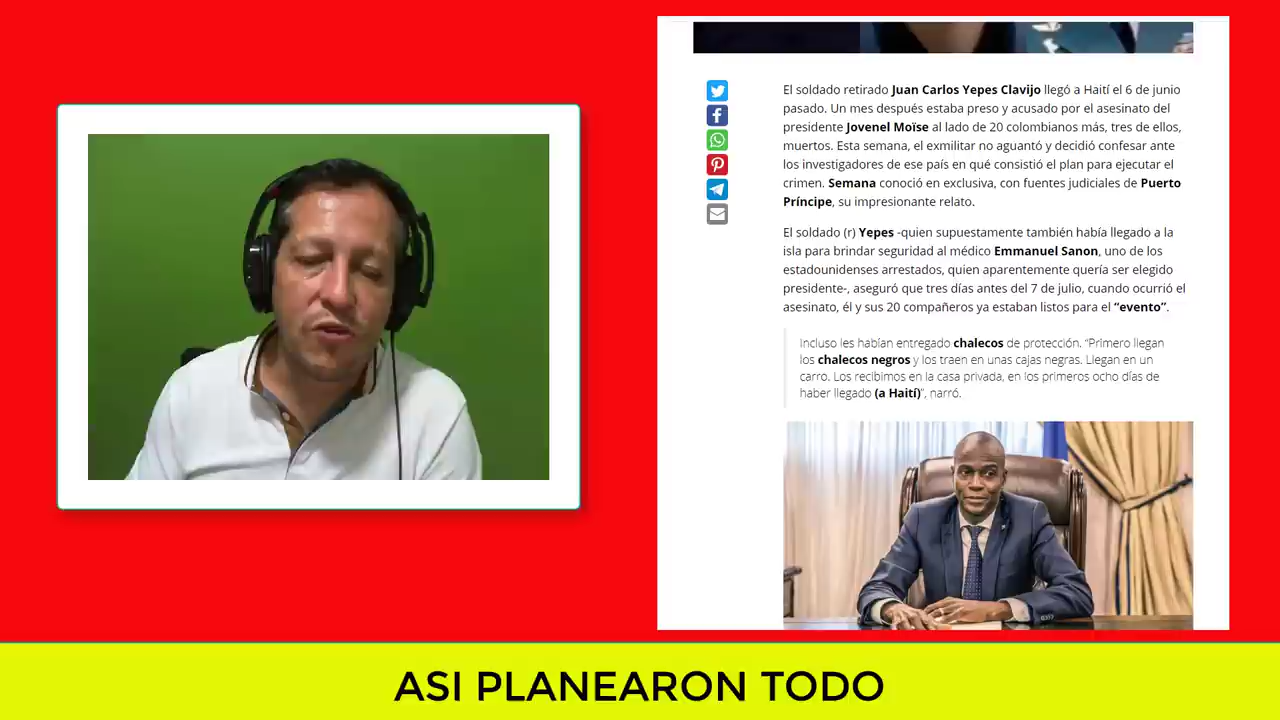 El soldado retirado Juan Carlos Yepes Clavijo llegó a Haití el 6 de junio
pasado. Un mes después estaba preso y acusado por el asesinato del
presidente Jovenel Moïse al lado de 20 colombianos más, tres de ellos,
muertos. Esta semana, el exmilitar no aguantó y decidió confesar ante
los investigadores de ese país en qué consistió el plan para ejecutar el
crimen. Semana conoció en exclusiva, con fuentes judiciales de Puerto
Príncipe, su impresionante relato.
El soldado (r) Yepes -quien supuestamente también había llegado a la
isla para brindar seguridad al médico Emmanuel Sanon, uno de los
estadounidenses arrestados, quien aparentemente quería ser elegido
presidente-, aseguró que tres días antes del 7 de julio, cuando ocurrió el
asesinato, él y sus 20 compañeros ya estaban listos para el “evento”.
Incluso les habían entregado chalecos de protección. “Primero llegan
los chalecos negros y los traen en unas cajas negras. Llegan en un
carro. Los recibimos en la casa privada, en los primeros ocho días de
haber llegado (a Haití)”, narró.
ASI PLANEARON TODO